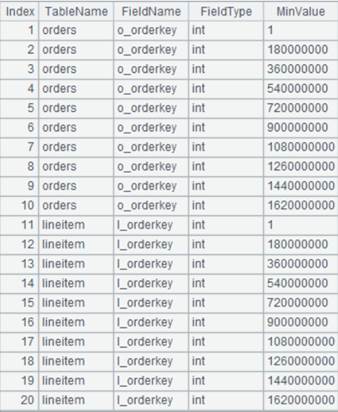 Index TableName FieldName FieldType MinValue
1 orders o_orderkey int 1
2 orders o_orderkey int 180000000
3 orders o_orderkey int 360000000
4 orders o_orderkey int 540000000
5 orders o_orderkey int 720000000
6 orders o_orderkey int 900000000
7 orders o_orderkey int 1080000000
8 orders o_orderkey int 1260000000
9 orders o_orderkey int 1440000000
10 orders o_orderkey int 1620000000
11 lineitem l_orderkey int 1
12 lineitem l_orderkey int 180000000
13 lineitem l_orderkey int 360000000
14 lineitem l_orderkey int 540000000
15 lineitem l_orderkey int 720000000
16 lineitem l_orderkey int 900000000
17 lineitem l_orderkey int 1080000000
18 lineitem l_orderkey int 1260000000
19 lineitem l_orderkey int 1440000000
20 lineitem l_orderkey int 1620000000